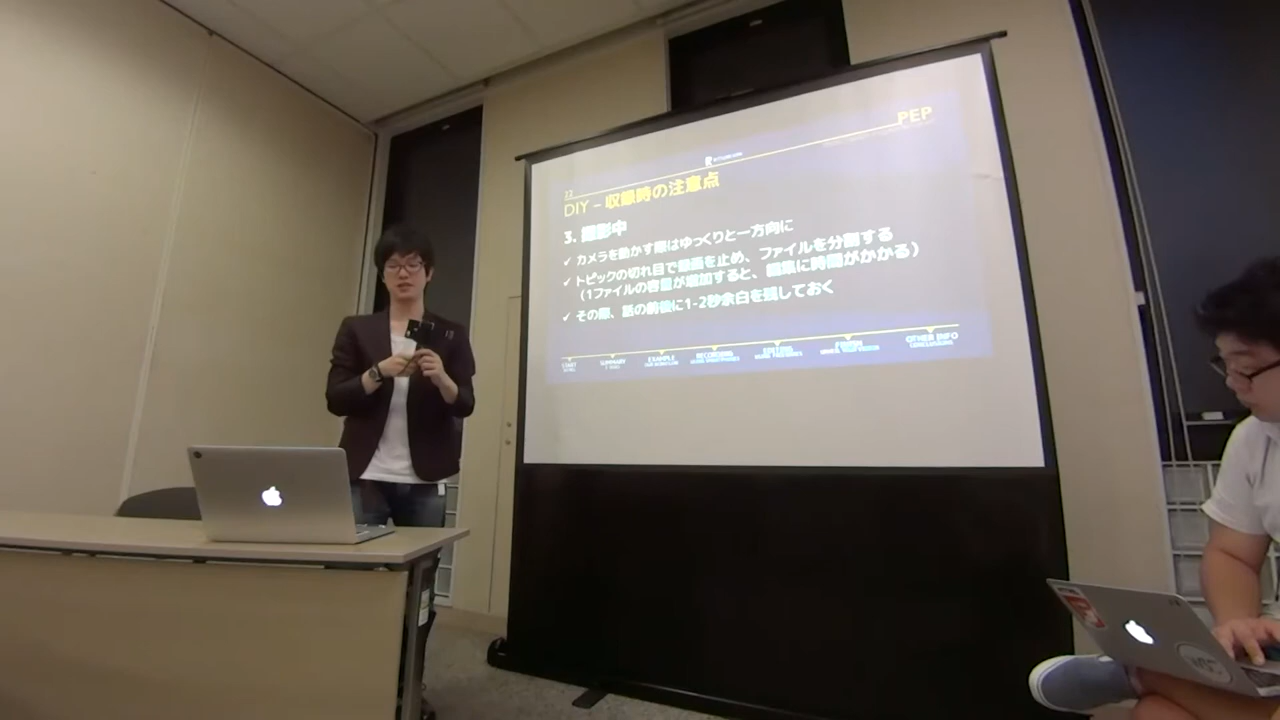 PEP
22
DIY – 収録時の注意点
3. 撮影中
✓ カメラを動かす際はゆっくりと一方向に
✓ トピックの切れ目で録画を止め、ファイルを分割する
(1ファイルの容量が増加すると、編集に時間がかかる)
✓ その際、話の前後に1-2秒余白を残しておく
START
SUMMARY
EXAMPLE
RECORDING
EDITING
OTHER INFO
CONCLUSIONS